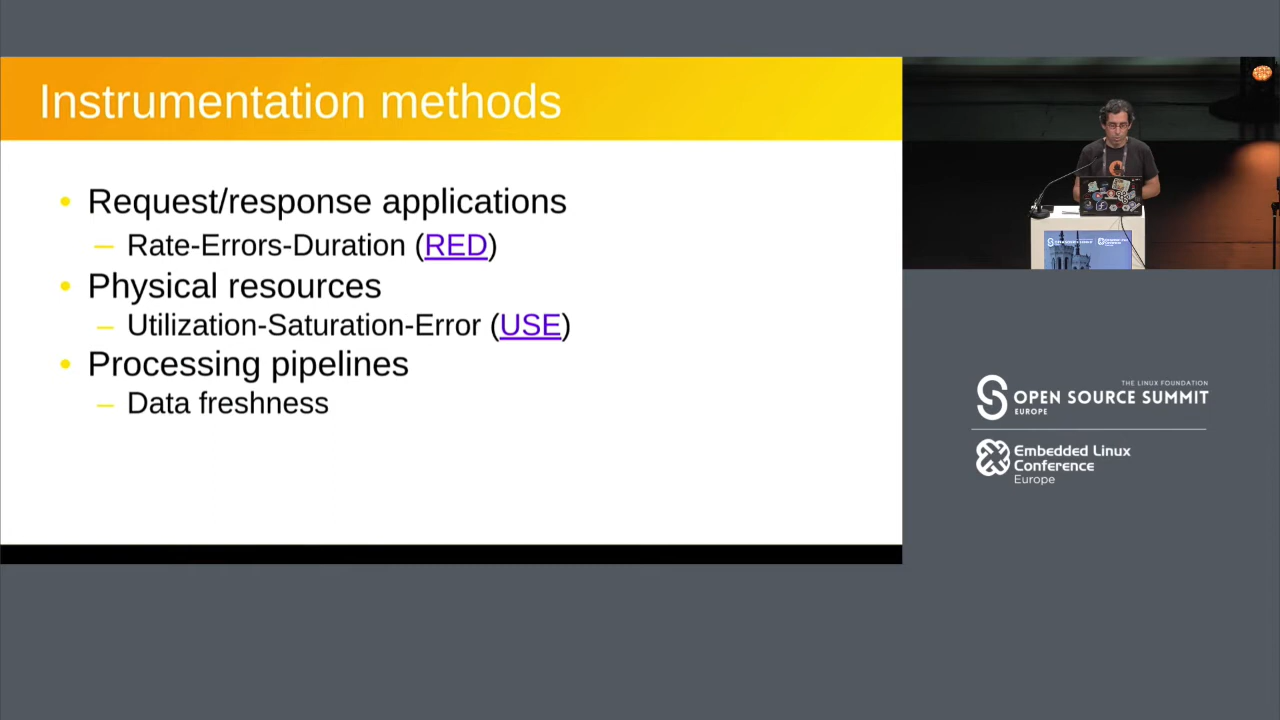 Instrumentation methods
• Request/response applications
– Rate-Errors-Duration (RED)
• Physical resources
– Utilization-Saturation-Error (USE)
• Processing pipelines
– Data freshness
THE LINUX FOUNDATION
OPEN SOURCE SUMMIT
EUROPE
Embedded Linux
Conference
Europe